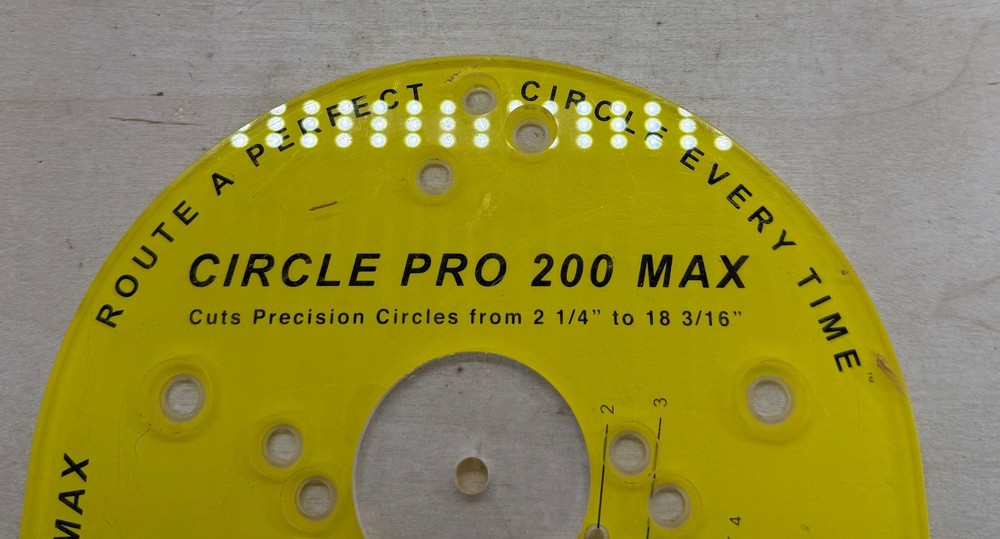 ROUTE A PERFECT CIRCLE EVERY TIME™
CIRCLE PRO 200 MAX
Cuts Precision Circles from 2 1/4” to 18 3/16”
2
3
4
MAX